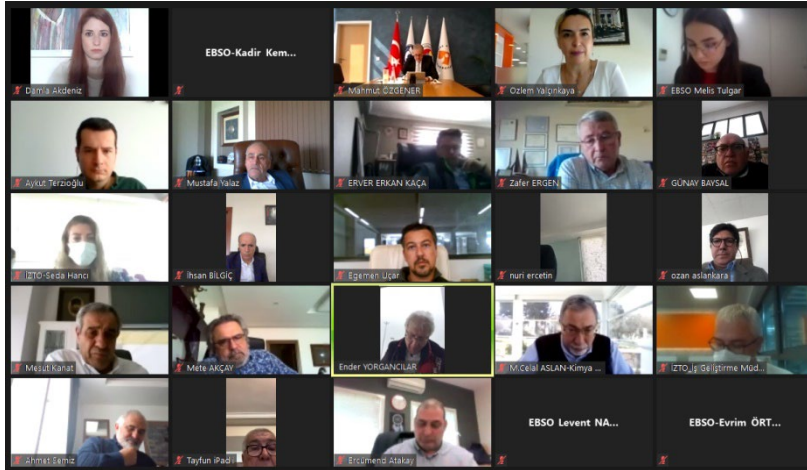 Damla Akdeniz
EBSO-Kadir Kem...
Mahmut ÖZGENER
Özlem Yalçınkaya
EBSO Melis Tulgar
Aykut Terzioğlu
Mustafa Yalaz
ERVER ERKAN KAÇA
Zafer ERGEN
GÜNAY BAYSAL
İZTO-Seda Hancı
İhsan BİLGİÇ
Egemen Uçar
nuri ercetin
ozan aslankara
Mesut Kanat
Mete AKÇAY
Ender YORGANCILAR
M.Celal ASLAN-Kimya ...
İZTO_İş Geliştirme Müd...
Ahmet Semiz
Tayfun iPad
Ercümend Atakay
EBSO Levent NA...
EBSO-Evrim ÖRT...